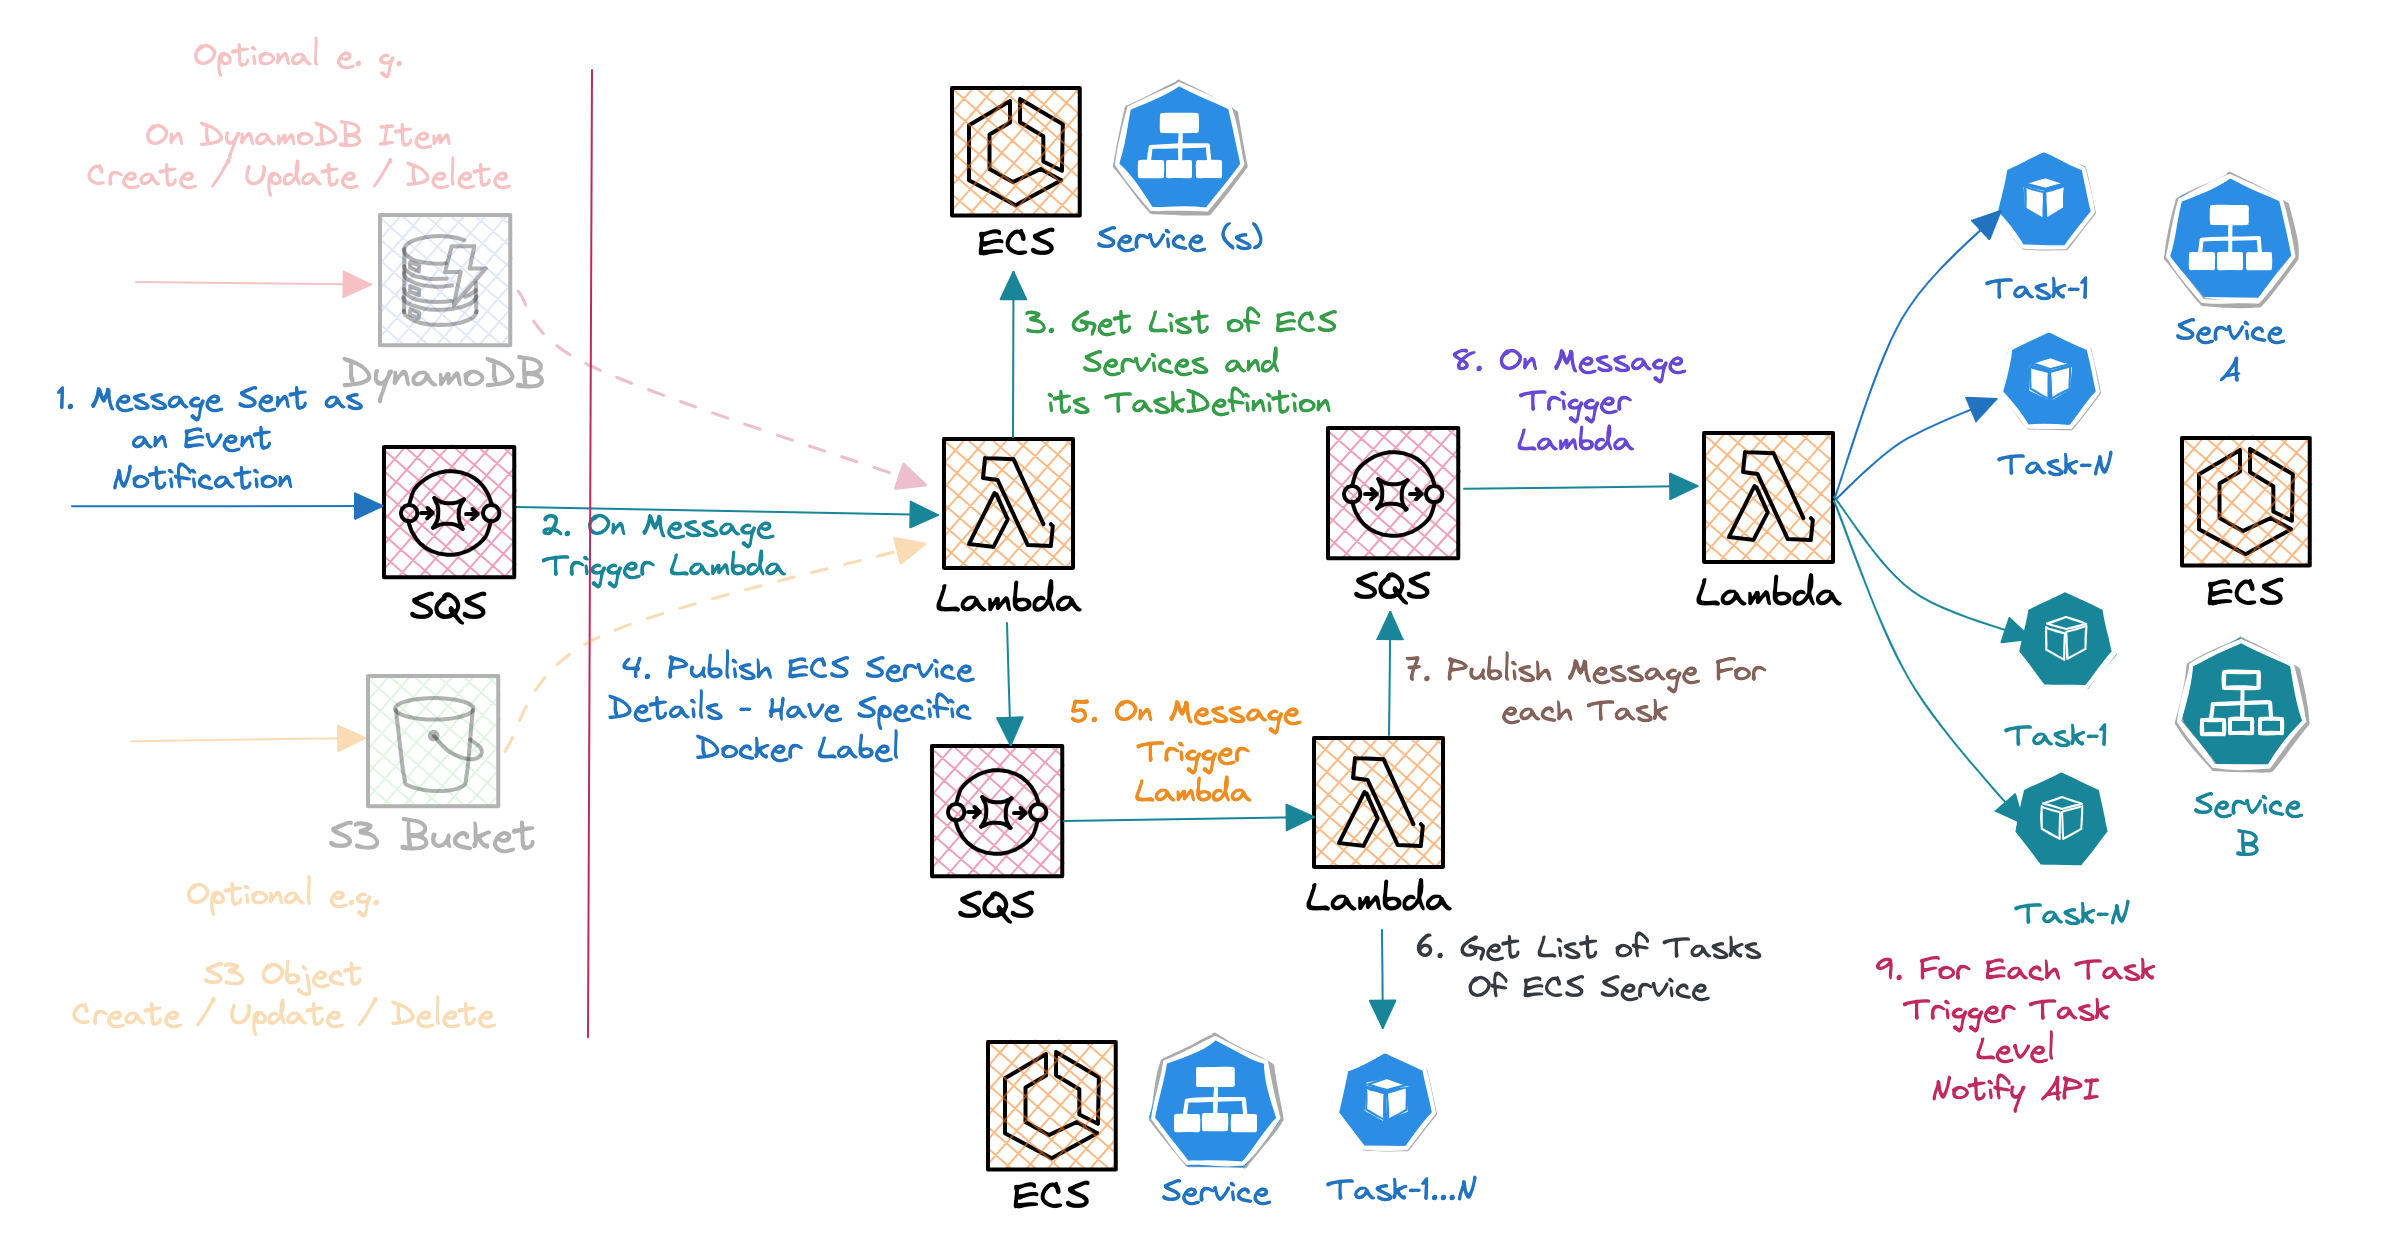 Optional e. g.
On DynamoDB Item
Create / Update / Delete
DynamoDB
1. Message Sent as
an Event
Notification
SQS
2. On Message
Trigger Lambda
S3 Bucket
Optional e.g.
S3 Object
Create / Update / Delete
ECS
Service (s)
3. Get List of ECS
Services and
its TaskDefinition
Lambda
4. Publish ECS Service
Details - Have Specific
Docker Label
SQS
5. On Message
Trigger
Lambda
Lambda
6. Get List of Tasks
Of ECS Service
ECS
Service
Task-1...N
7. Publish Message For
each Task
SQS
8. On Message
Trigger
Lambda
Lambda
Task-1
Service
A
Task-N
ECS
Task-1
Service
B
Task-N
9. For Each Task
Trigger Task
Level
Notify API